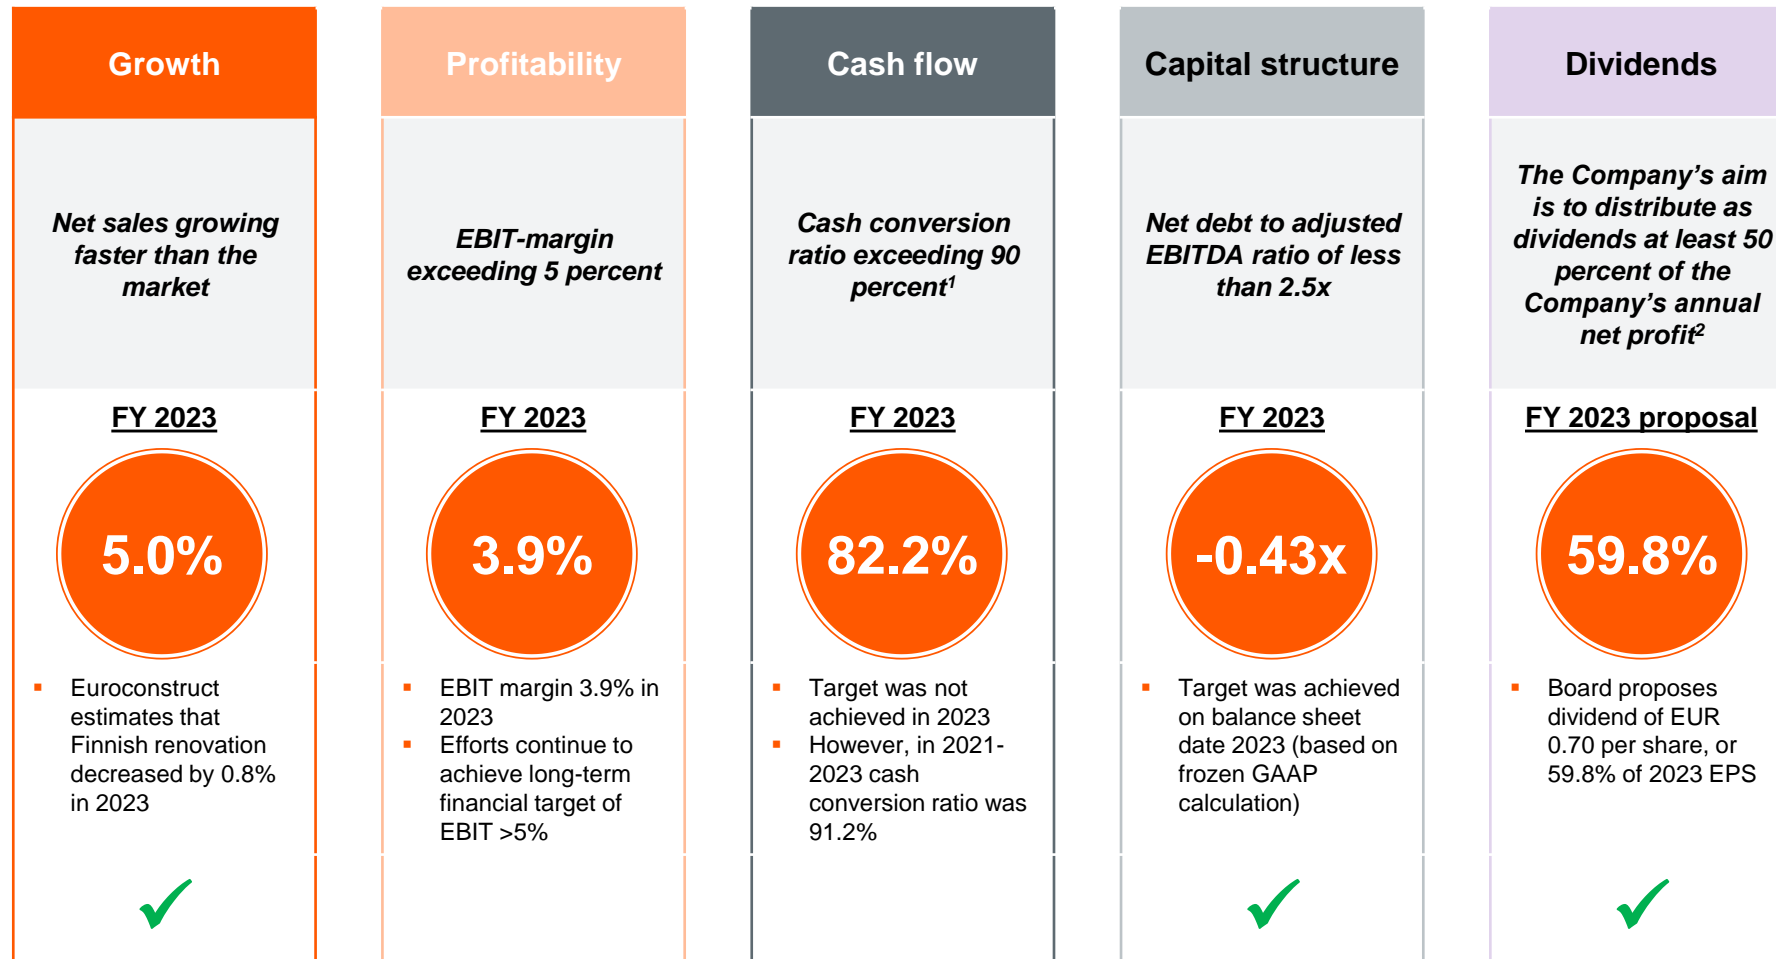 Growth
Net sales growing
faster than the
market
FY 2023
5.0%
▪ Euroconstruct
estimates that
Finnish renovation
decreased by 0.8%
in 2023
Profitability
EBIT-margin
exceeding 5 percent
FY 2023
3.9%
▪ EBIT margin 3.9% in
2023
▪ Efforts continue to
achieve long-term
financial target of
EBIT >5%
Cash flow
Cash conversion
ratio exceeding 90
percent¹
FY 2023
82.2%
▪ Target was not
achieved in 2023
▪ However, in 2021-
2023 cash
conversion ratio was
91.2%
Capital structure
Net debt to adjusted
EBITDA ratio of less
than 2.5x
FY 2023
-0.43x
▪ Target was achieved
on balance sheet
date 2023 (based on
frozen GAAP
calculation)
Dividends
The Company’s aim
is to distribute as
dividends at least 50
percent of the
Company’s annual
net profit²
FY 2023 proposal
59.8%
▪ Board proposes
dividend of EUR
0.70 per share, or
59.8% of 2023 EPS